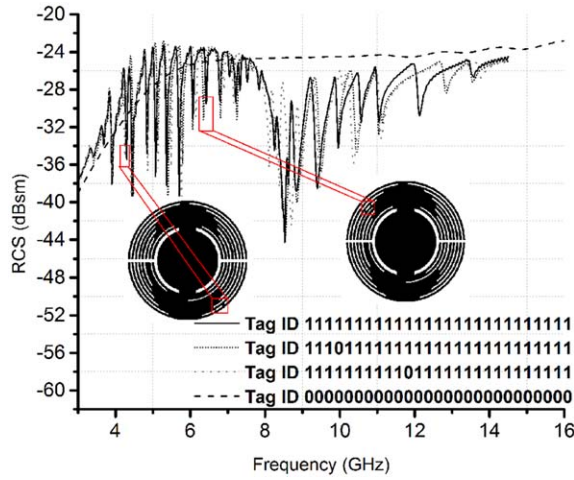 -20
-24
-28
-32
-36
-40
-44
-48
-52
-56
-60
RCS (dBsm)
Tag ID 1111111111111111111111111111
Tag ID 1110111111111111111111111111
Tag ID 1111111111101111111111111111
Tag ID 0000000000000000000000000000
4 6 8 10 12 14 16
Frequency (GHz)